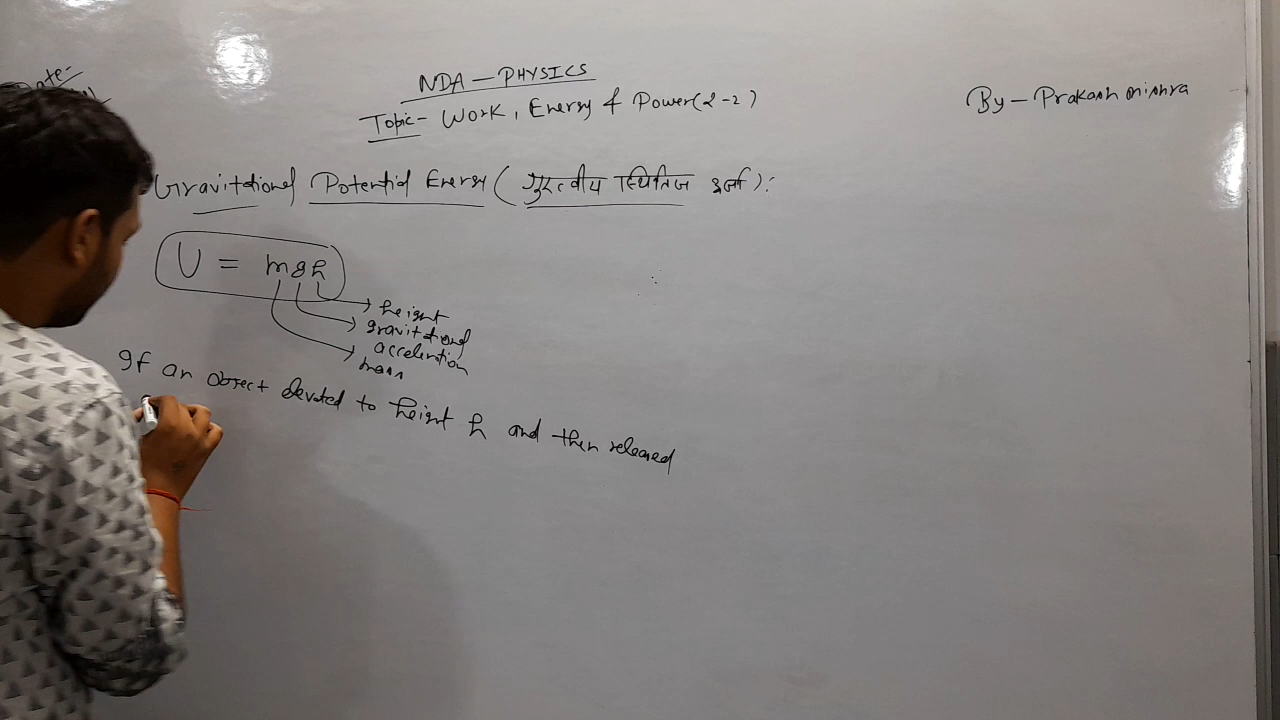 Date-
NDA - PHYSICS
Topic- Work, Energy & Power(2-2)
By - Prakash mishra
Gravitational Potential Energy (गुरुत्वीय स्थितिज ऊर्जा):
U = mgh
height
gravitational
acceleration
mass
If an object elevated to height h and then released